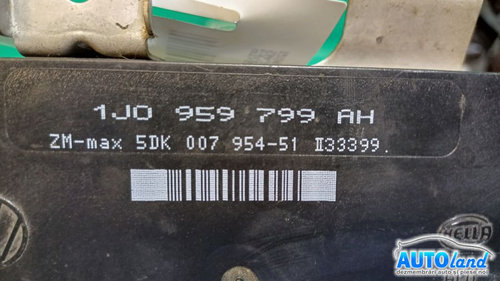 1J0 959 799 AH
ZM-max 5DK 007 954-51 II33399.
HELLA
AUTOland
dezmembrări auto și piese noi